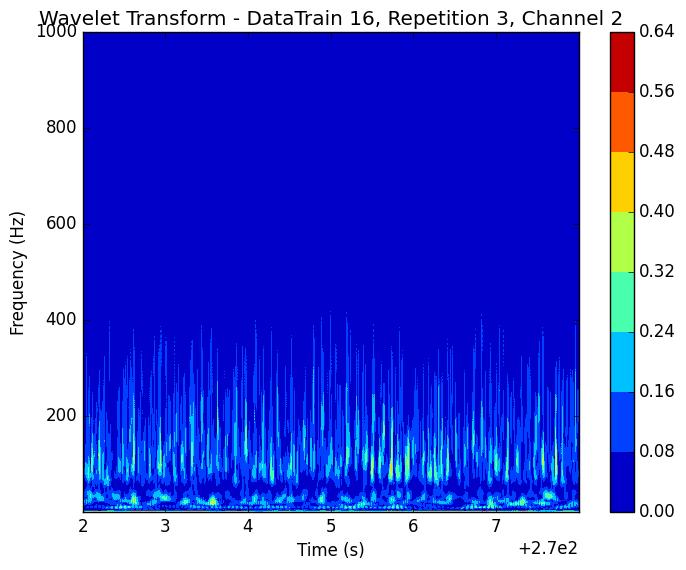 Wavelet Transform - DataTrain 16, Repetition 3, Channel 2
1000
800
600
400
200
Frequency (Hz)
2 3 4 5 6 7
Time (s)
+2.7e2
0.64
0.56
0.48
0.40
0.32
0.24
0.16
0.08
0.00